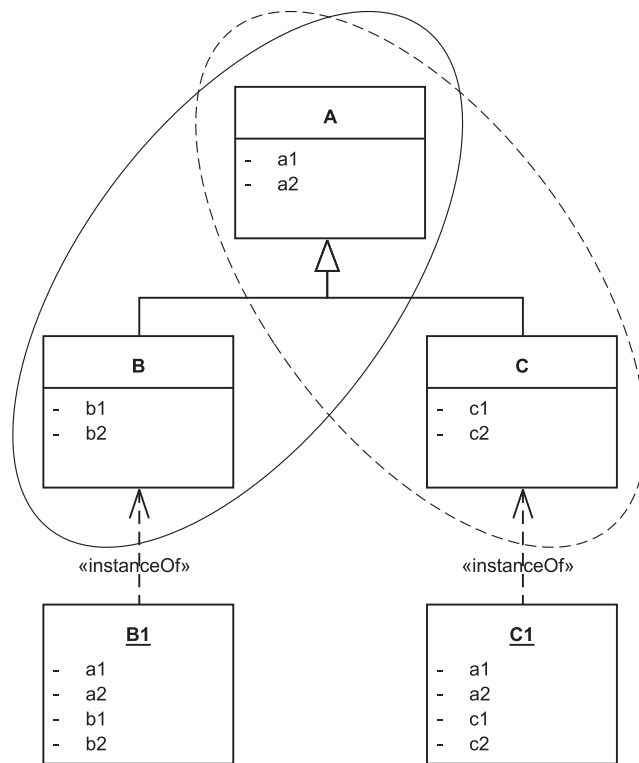 A
- a1
- a2
B
- b1
- b2
C
- c1
- c2
«instanceOf»
«instanceOf»
B1
- a1
- a2
- b1
- b2
C1
- a1
- a2
- c1
- c2